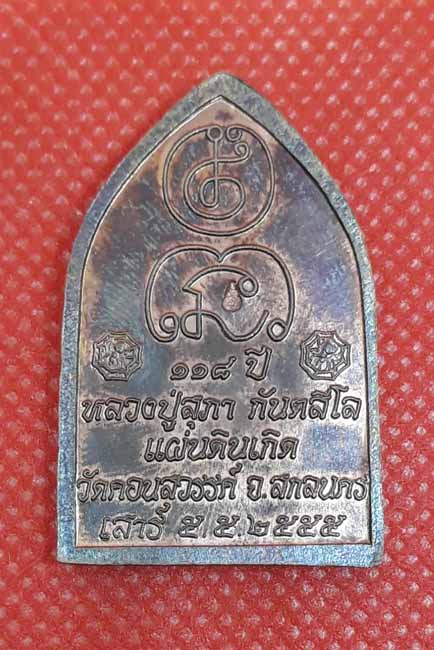 ๑๑๘ ปี
หลวงปู่สุภา กันตสีโล
แผ่นดินเกิด
วัดคอนสวรรค์ จ.สกลนคร
เสาร์ ๕ ๕.๒๕๕๕